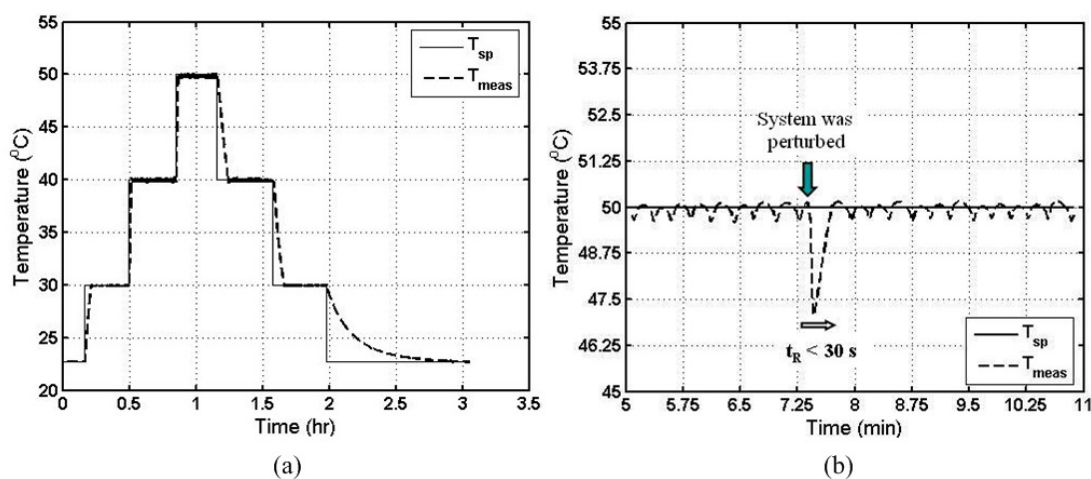 55
50
45
40
35
30
25
20
Temperature (⁰C)
0
0.5
1
1.5
2
2.5
3
3.5
Time (hr)
T_sp
T_meas
(a)
55
53.75
52.5
51.25
50
49.75
47.5
46.25
45
Temperature (⁰C)
5
5.75
6.5
7.25
8
8.75
9.5
10.25
11
Time (min)
System was
perturbed
t_R < 30 s
T_sp
T_meas
(b)